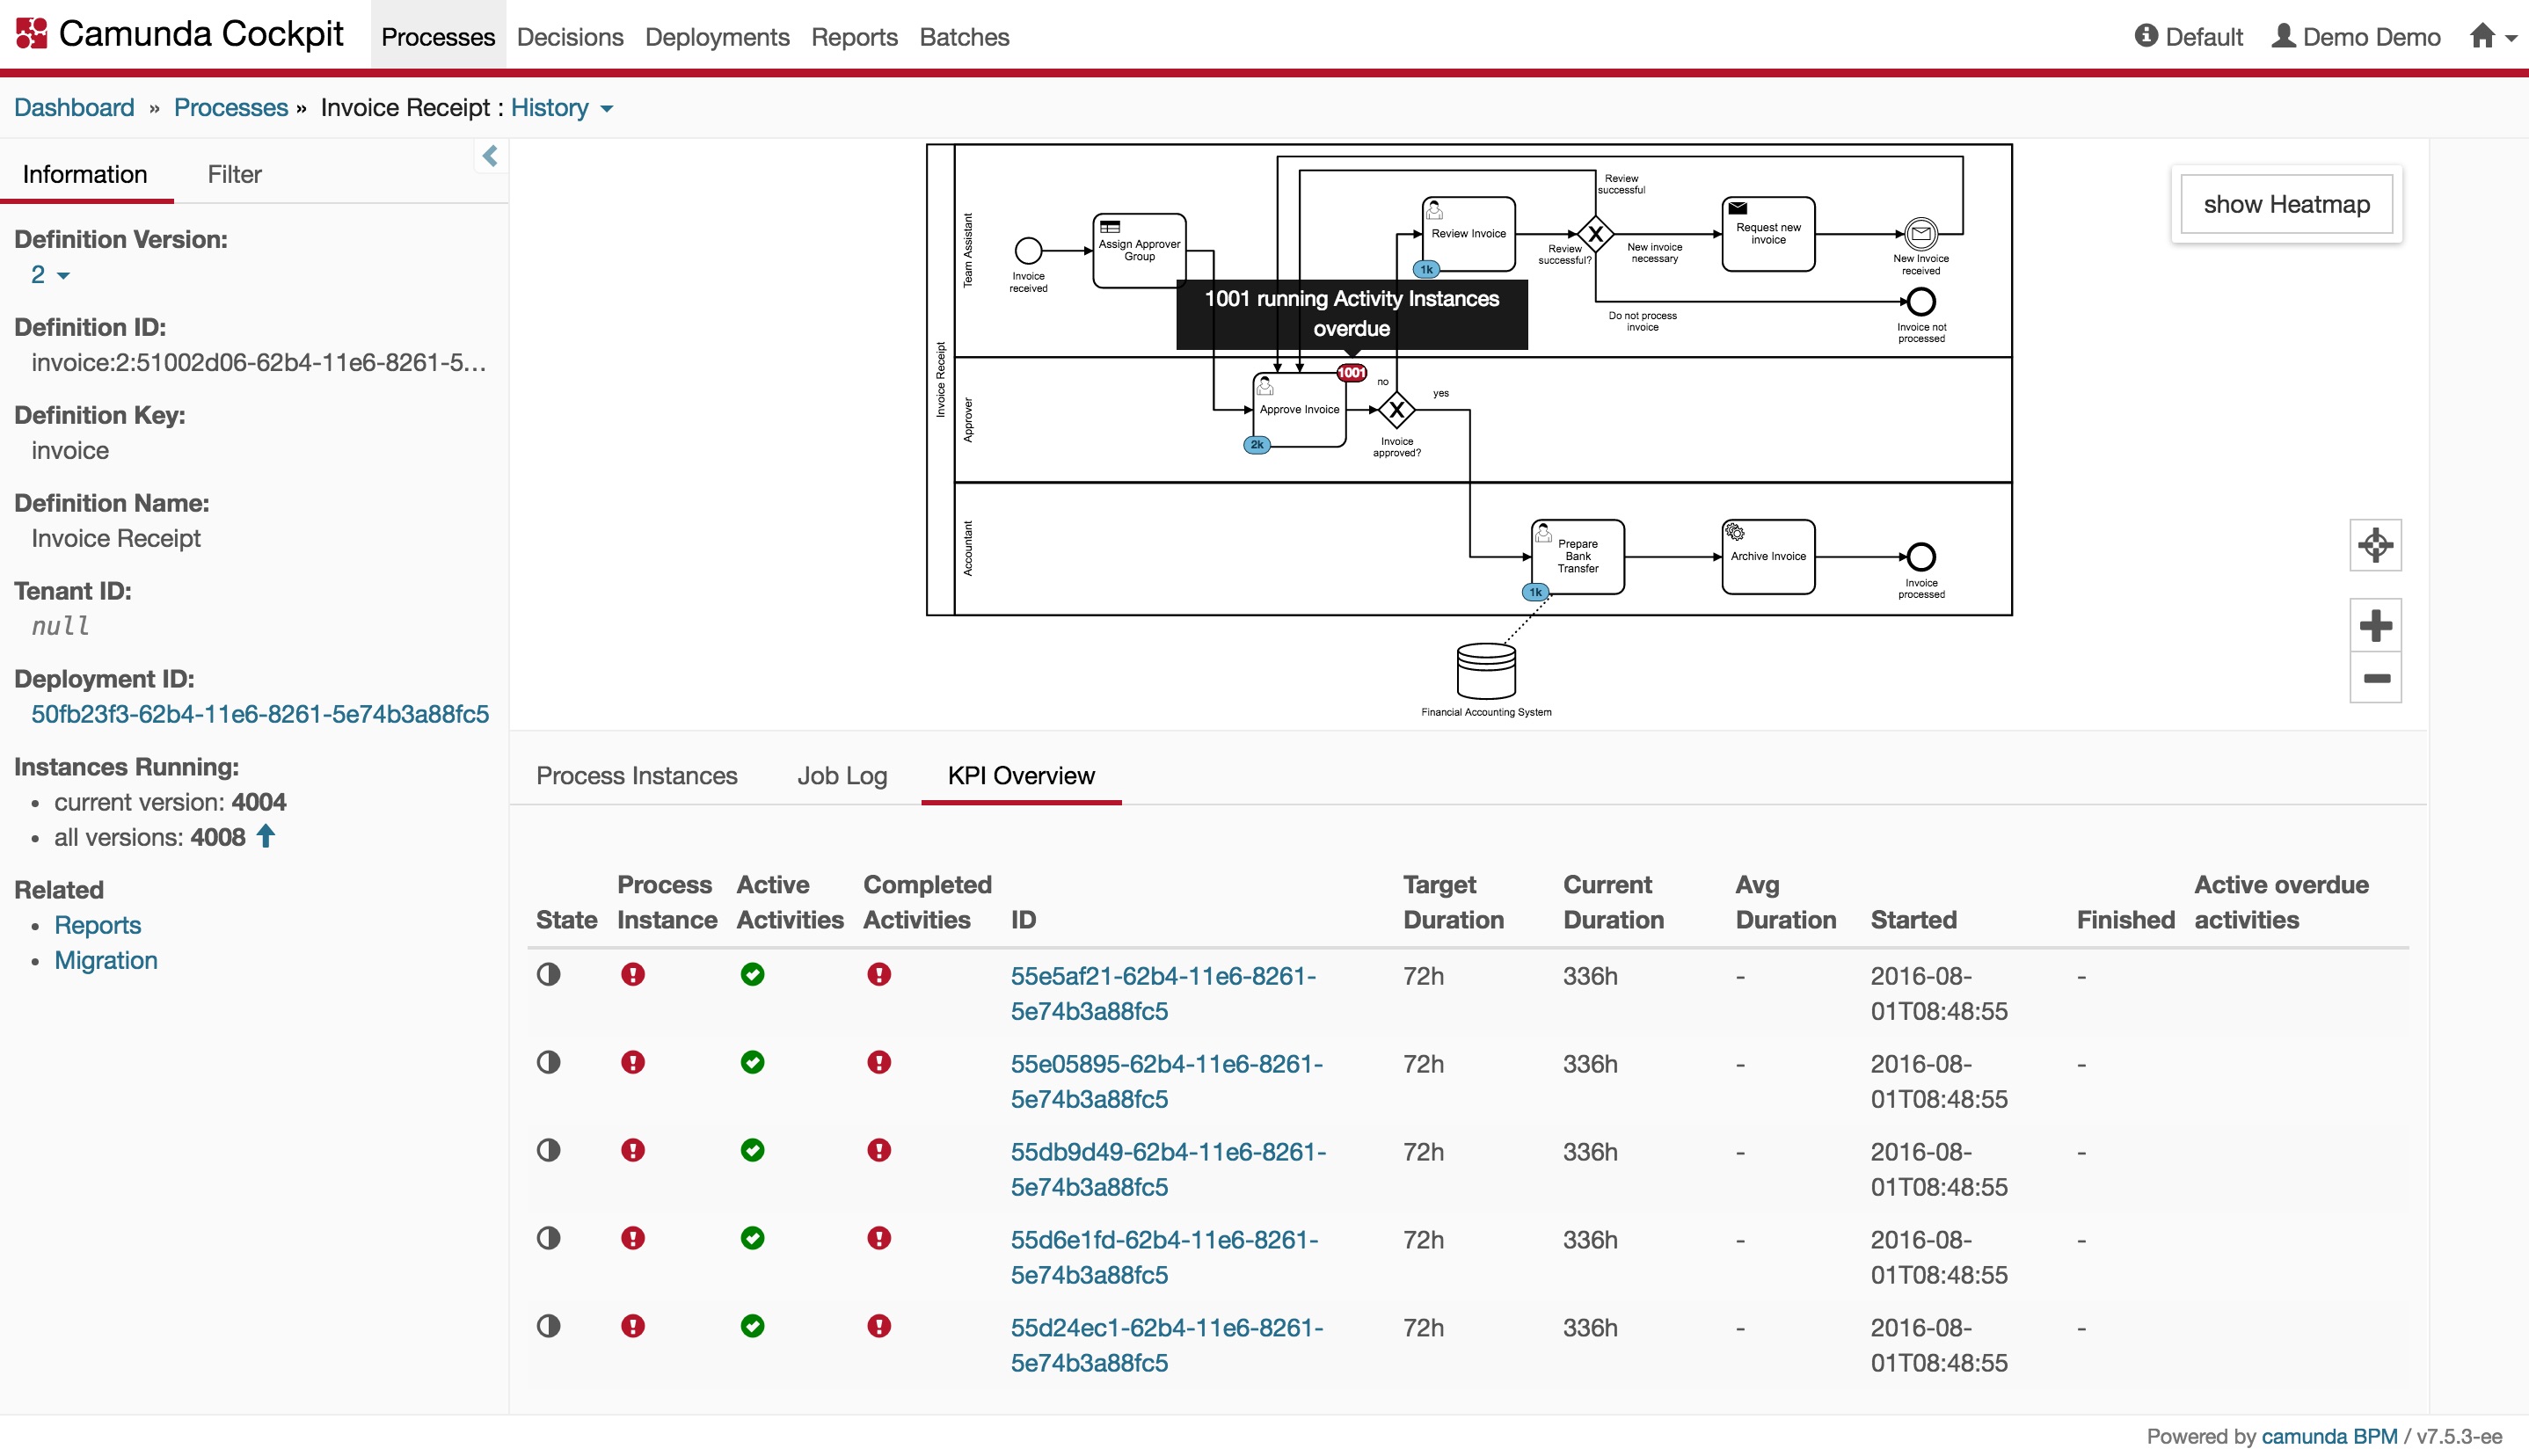 Camunda Cockpit Processes Decisions Deployments Reports Batches Default Demo Demo
Dashboard » Processes » Invoice Receipt : History
Information Filter
Definition Version:
2
Definition ID:
invoice:2:51002d06-62b4-11e6-8261-5...
Definition Key:
invoice
Definition Name:
Invoice Receipt
Tenant ID:
null
Deployment ID:
50fb23f3-62b4-11e6-8261-5e74b3a88fc5
Instances Running:
• current version: 4004
• all versions: 4008
Related
• Reports
• Migration
show Heatmap
Invoice Receipt
Team Assistant
Invoice
received
Assign Approver
Group
Review Invoice
1k
Review
successful
Review
successful?
New invoice
necessary
Request new
invoice
New Invoice
received
Do not process
invoice
Invoice not
processed
1001 running Activity Instances
overdue
Approver
1001
Approve Invoice
2k
no
yes
Invoice
approved?
Accountant
Prepare
Bank
Transfer
1k
Archive Invoice
Invoice
processed
Financial Accounting System
Process Instances Job Log KPI Overview
State Process Instance Active Activities Completed Activities ID Target Duration Current Duration Avg Duration Started Finished Active overdue activities
55e5af21-62b4-11e6-8261- 72h 336h - 2016-08- -
5e74b3a88fc5 01T08:48:55
55e05895-62b4-11e6-8261- 72h 336h - 2016-08- -
5e74b3a88fc5 01T08:48:55
55db9d49-62b4-11e6-8261- 72h 336h - 2016-08- -
5e74b3a88fc5 01T08:48:55
55d6e1fd-62b4-11e6-8261- 72h 336h - 2016-08- -
5e74b3a88fc5 01T08:48:55
55d24ec1-62b4-11e6-8261- 72h 336h - 2016-08- -
5e74b3a88fc5 01T08:48:55
Powered by camunda BPM / v7.5.3-ee